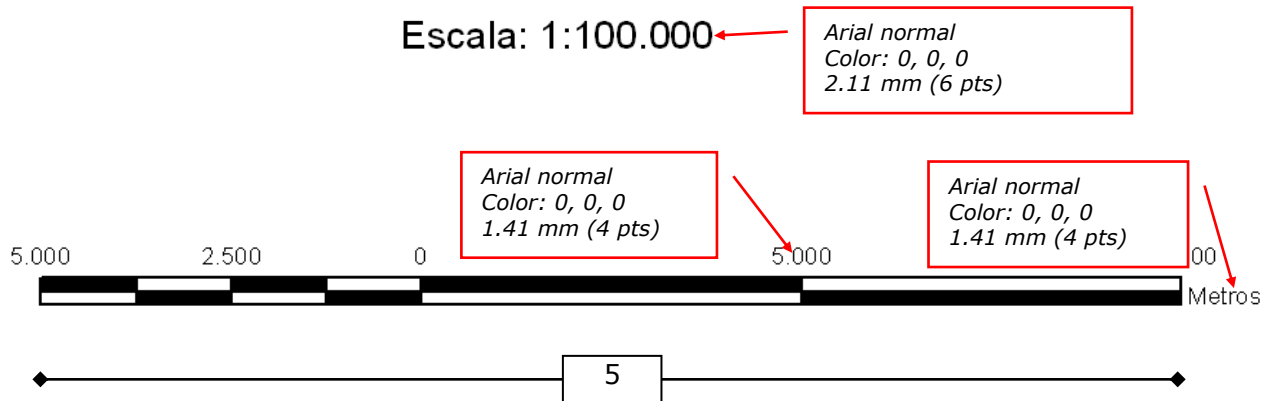 Escala: 1:100.000
Arial normal
Color: 0, 0, 0
2.11 mm (6 pts)
Arial normal
Color: 0, 0, 0
1.41 mm (4 pts)
Arial normal
Color: 0, 0, 0
1.41 mm (4 pts)
5.000 2.500 0 5.000 00
Metros
5